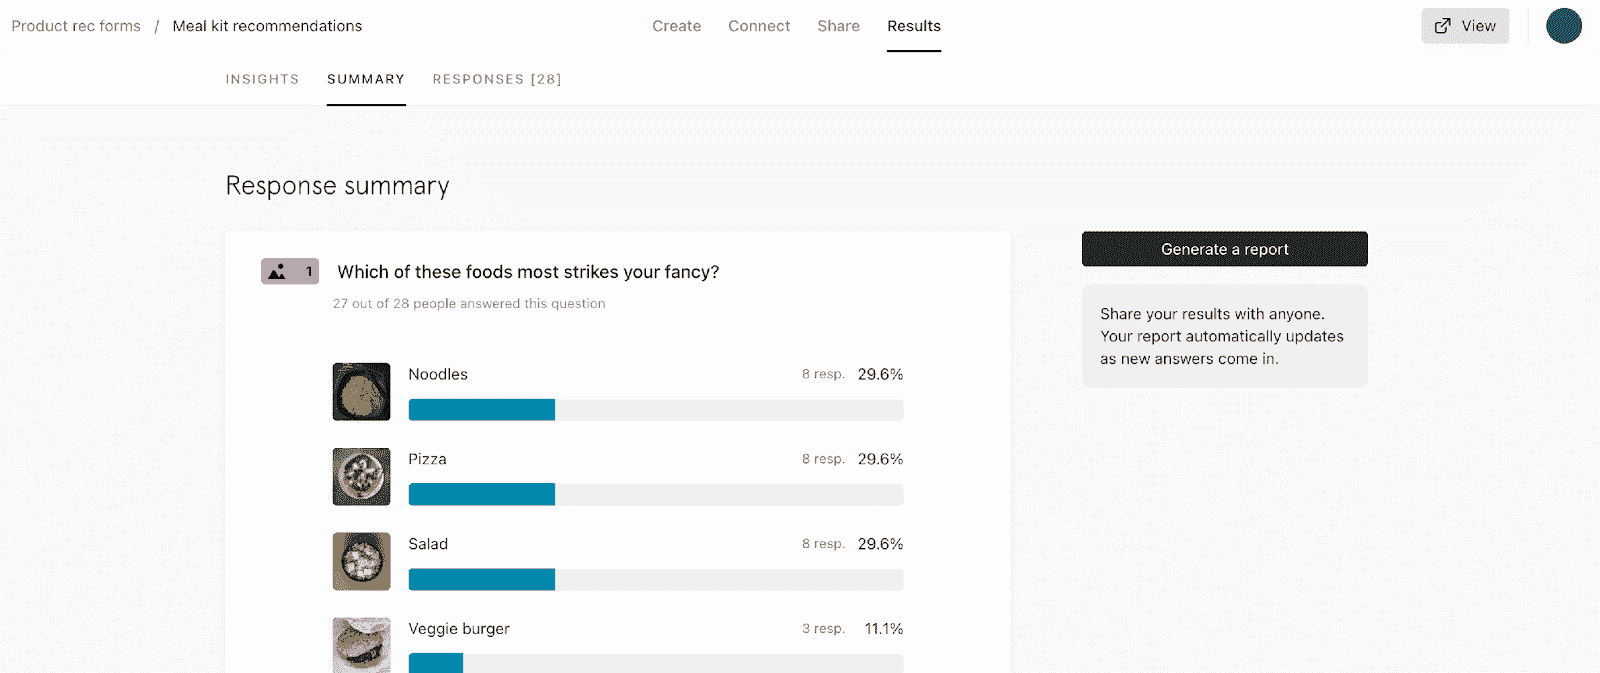 Product rec forms / Meal kit recommendations
Create Connect Share Results
View
INSIGHTS SUMMARY RESPONSES [28]
Response summary
1 Which of these foods most strikes your fancy?
27 out of 28 people answered this question
Noodles 8 resp. 29.6%
Pizza 8 resp. 29.6%
Salad 8 resp. 29.6%
Veggie burger 3 resp. 11.1%
Generate a report
Share your results with anyone.
Your report automatically updates
as new answers come in.